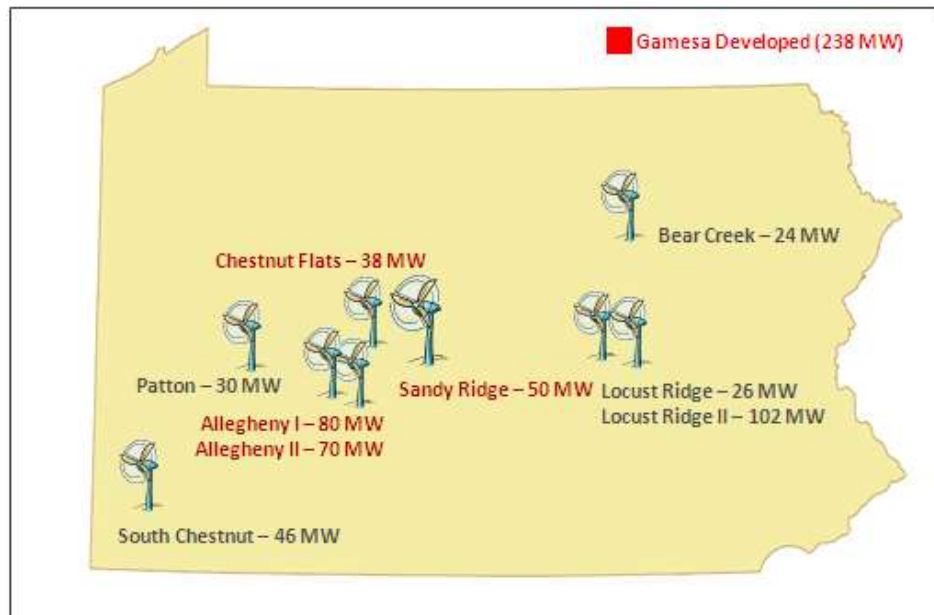 Gamesa Developed (238 MW)
Bear Creek – 24 MW
Chestnut Flats – 38 MW
Patton – 30 MW
Sandy Ridge – 50 MW
Locust Ridge – 26 MW
Locust Ridge II – 102 MW
Allegheny I – 80 MW
Allegheny II – 70 MW
South Chestnut – 46 MW